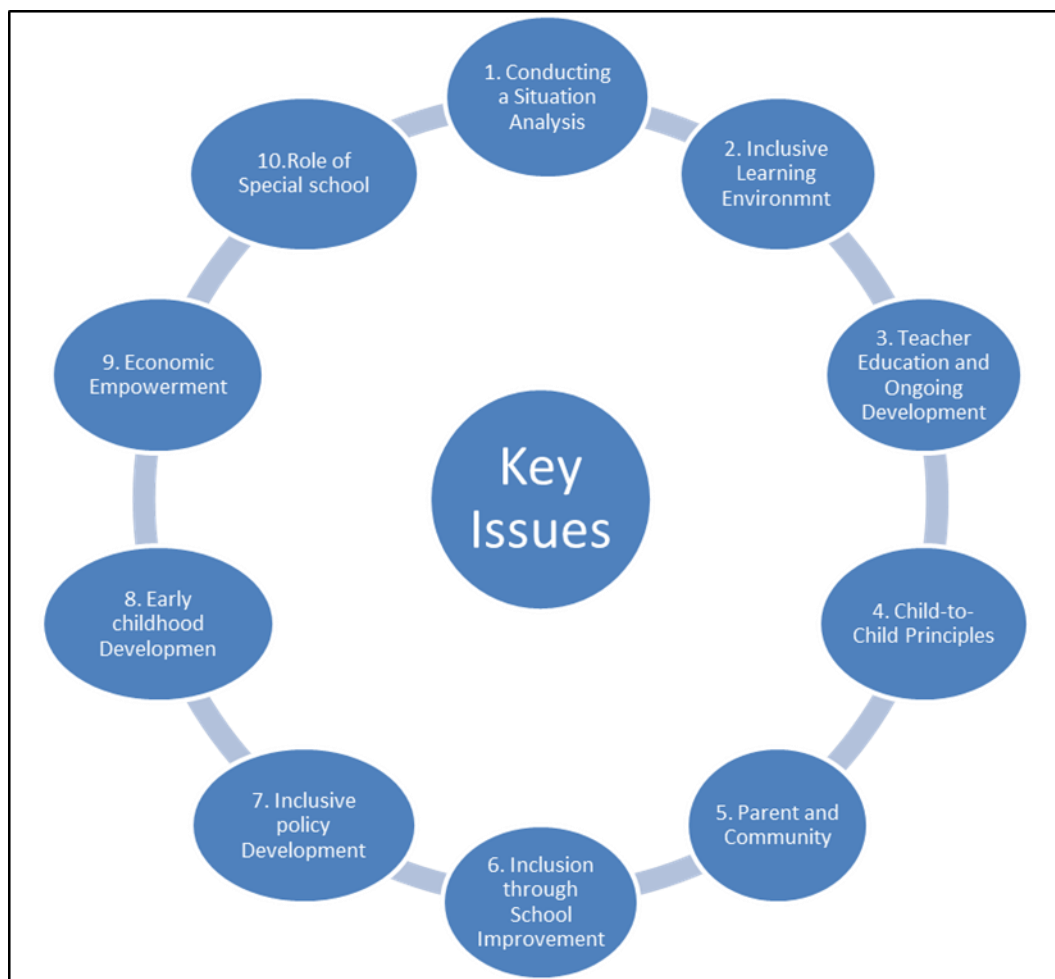 1. Conducting
a Situation
Analysis
2. Inclusive
Learning
Environmnt
3. Teacher
Education and
Ongoing
Development
4. Child-to-
Child Principles
5. Parent and
Community
6. Inclusion
through
School
Improvement
7. Inclusive
policy
Development
8. Early
childhood
Developmen
9. Economic
Empowerment
10.Role of
Special school
Key
Issues